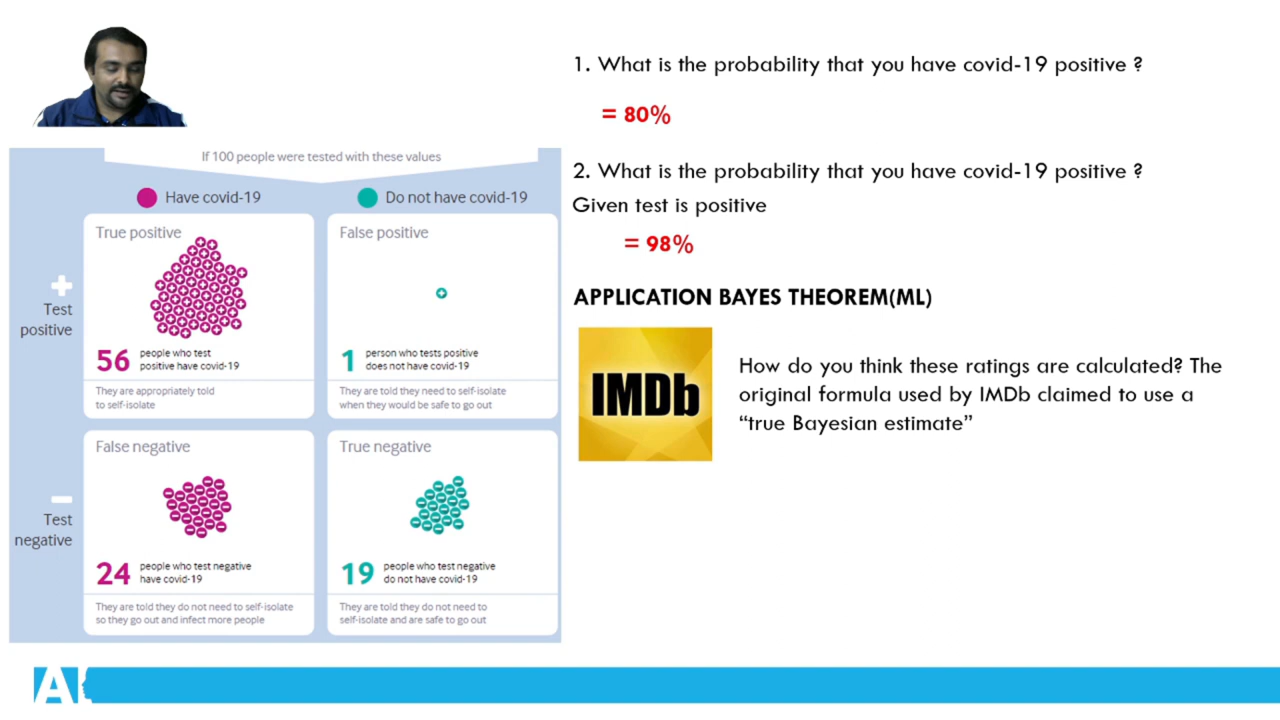 1. What is the probability that you have covid-19 positive ?
= 80%
2. What is the probability that you have covid-19 positive ?
Given test is positive
= 98%
APPLICATION BAYES THEOREM(ML)
IMDb
How do you think these ratings are calculated? The
original formula used by IMDb claimed to use a
“true Bayesian estimate”
If 100 people were tested with these values
Have covid-19
Do not have covid-19
Test
positive
True positive
56 people who test
positive have covid-19
They are appropriately told
to self-isolate
False positive
1 person who tests positive
does not have covid-19
They are told they need to self-isolate
when they would be safe to go out
Test
negative
False negative
24 people who test negative
have covid-19
They are told they do not need to self-isolate
so they go out and infect more people
True negative
19 people who test negative
do not have covid-19
They are told they do not need to
self-isolate and are safe to go out
AI